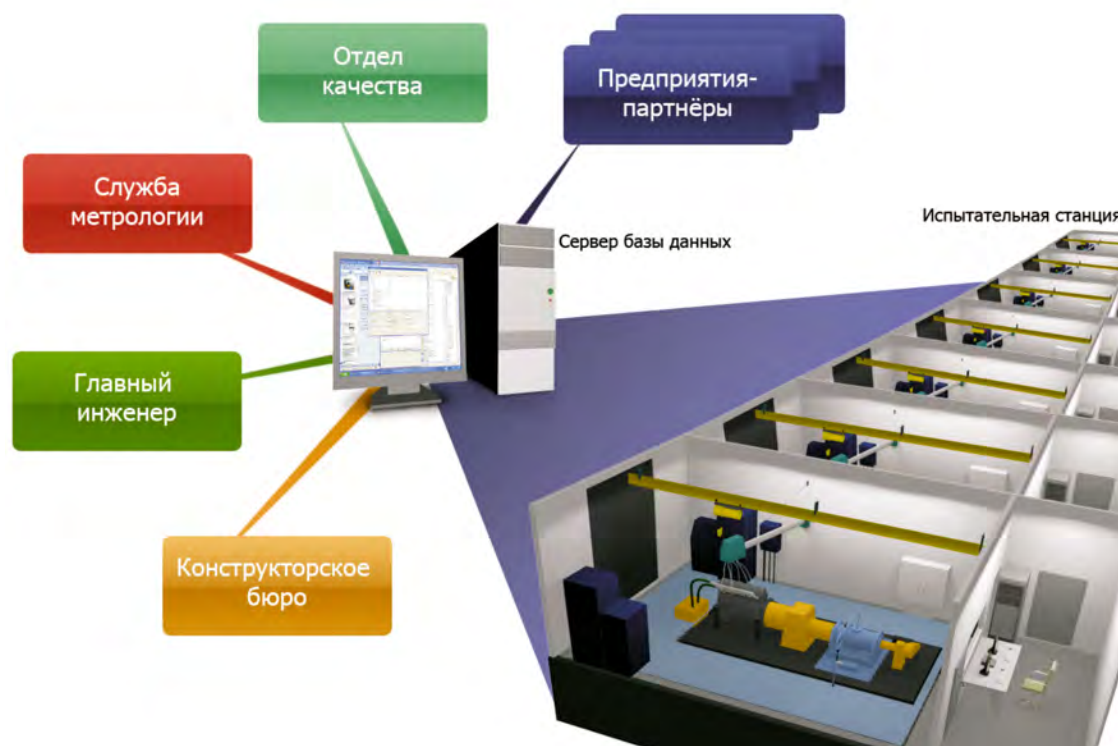 Отдел
качества
Предприятия-
партнёры
Служба
метрологии
Испытательная станция
Сервер базы данных
Главный
инженер
Конструкторское
бюро